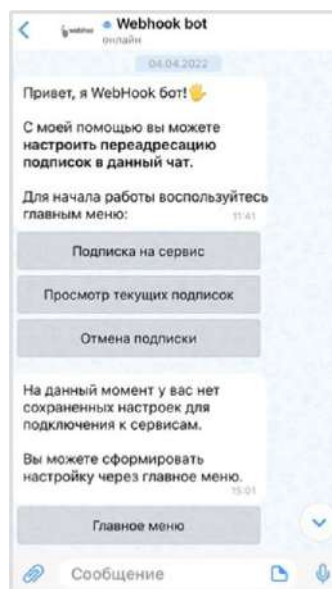 Webhook bot
онлайн
04.04.2022
Привет, я WebHook бот!🖐
С моей помощью вы можете
настроить переадресацию
подписок в данный чат.
Для начала работы воспользуйтесь
главным меню:
11:41
Подписка на сервис
Просмотр текущих подписок
Отмена подписки
На данный момент у вас нет
сохраненных настроек для
подключения к сервисам.
Вы можете сформировать
настройку через главное меню.
15:01
Главное меню
Сообщение